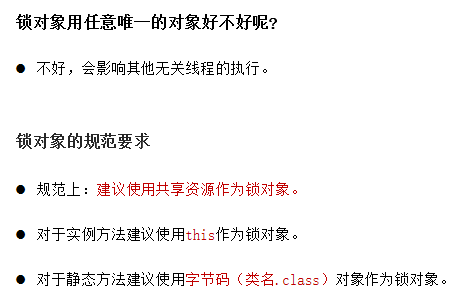 锁对象用任意唯一的对象好不好呢?
● 不好，会影响其他无关线程的执行。
锁对象的规范要求
● 规范上：建议使用共享资源作为锁对象。
● 对于实例方法建议使用this作为锁对象。
● 对于静态方法建议使用字节码（类名.class）对象作为锁对象。